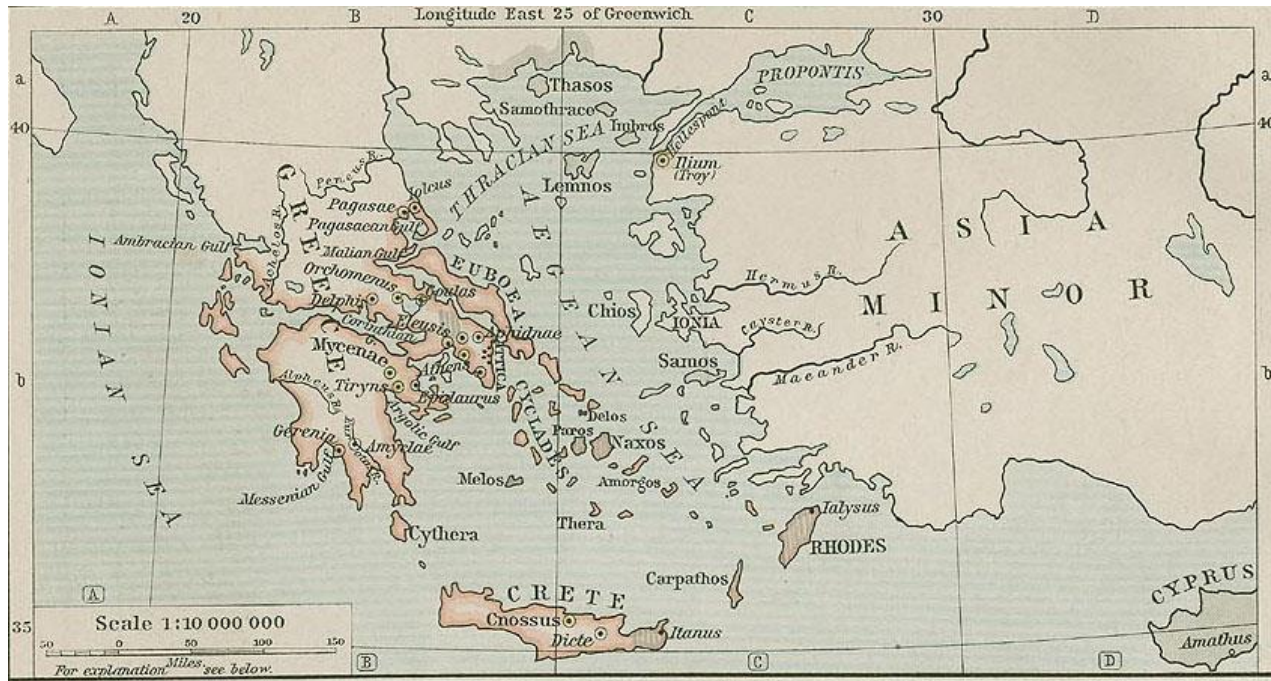 A 20 B Longitude East 25 of Greenwich C 30 D
a
a
PROPONTIS
Thasos
Samothrace
Imbros
Hellespont
40
40
THRACIAN SEA
Ilium
(Troy)
Lemnos
Peneus R.
GREECE
Iolcus
Pagasae
Pagasaean Gulf
Ambracian Gulf
Achelos R.
Malian Gulf
EUBOEA
Orchomenus
Goulas
Delphi
Corinthian
G.
Eleusis
Aphidnae
ATTICA
Athens
AEGEAN SEA
ASIA
MINOR
Hermus R.
Chios
IONIA
Cayster R.
Samos
Maeander R.
IONIAN SEA
b
b
Mycenae
Tiryns
Epidaurus
Alpheus R.
Argolic Gulf
CYCLADES
Delos
Paros
Naxos
Gerenia
Amyclae
Messenian Gulf
Melos
Amorgos
Thera
Cythera
Ialysus
RHODES
Carpathos
CRETE
Cnossus
Dicte
Itanus
CYPRUS
Amathus
A
35
Scale 1:10 000 000
50 0 50 100 150
Miles
For explanation see below.
B
C
D